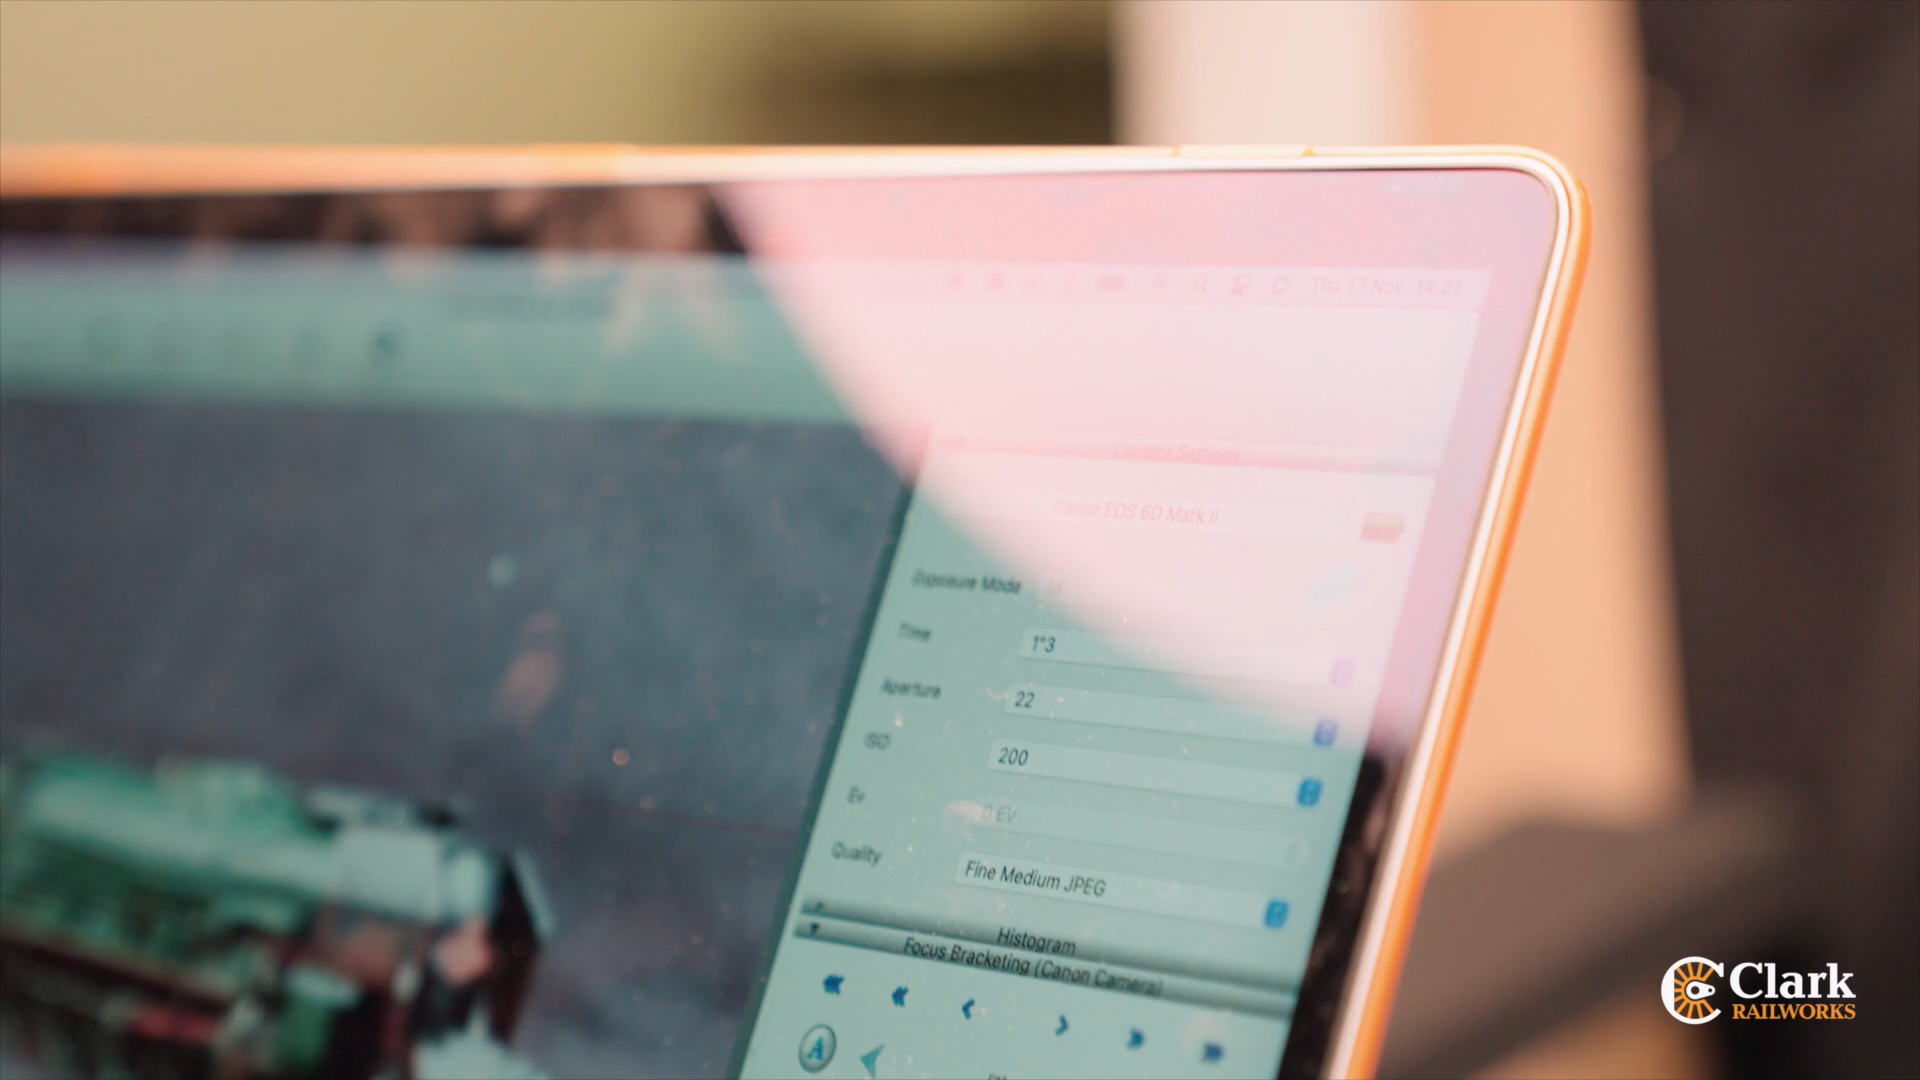 Thu 17 Nov 14:21
Camera Settings
Canon EOS 6D Mark II
Exposure Mode M
Time 1"3
Aperture 22
ISO 200
Ev 0 EV
Quality Fine Medium JPEG
Histogram
Focus Bracketing (Canon Camera)
A
Clark
RAILWORKS